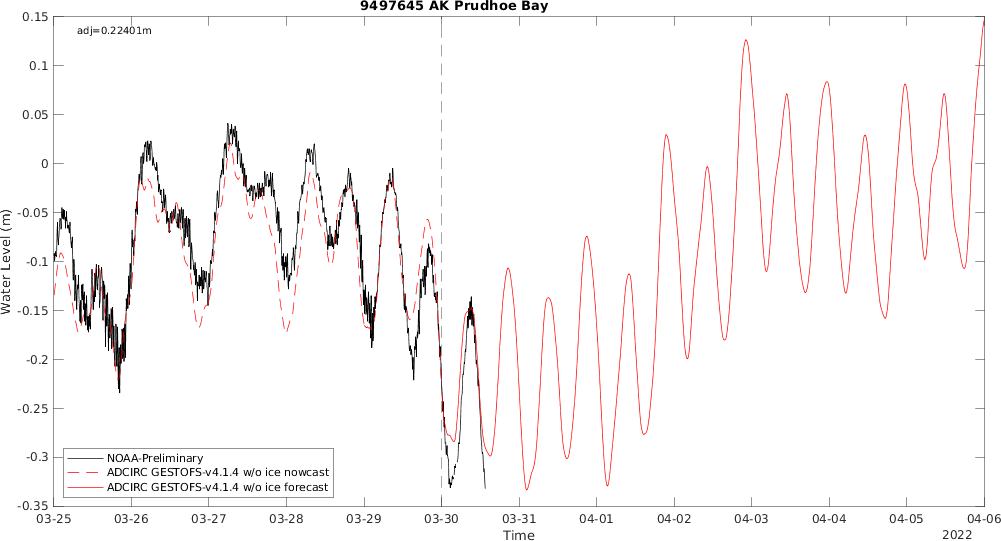 9497645 AK Prudhoe Bay
adj=0.22401m
0.15
0.1
0.05
0
-0.05
-0.1
-0.15
-0.2
-0.25
-0.3
-0.35
Water Level (m)
NOAA-Preliminary
ADCIRC GESTOFS-v4.1.4 w/o ice nowcast
ADCIRC GESTOFS-v4.1.4 w/o ice forecast
03-25 03-26 03-27 03-28 03-29 03-30 03-31 04-01 04-02 04-03 04-04 04-05 04-06
Time
2022